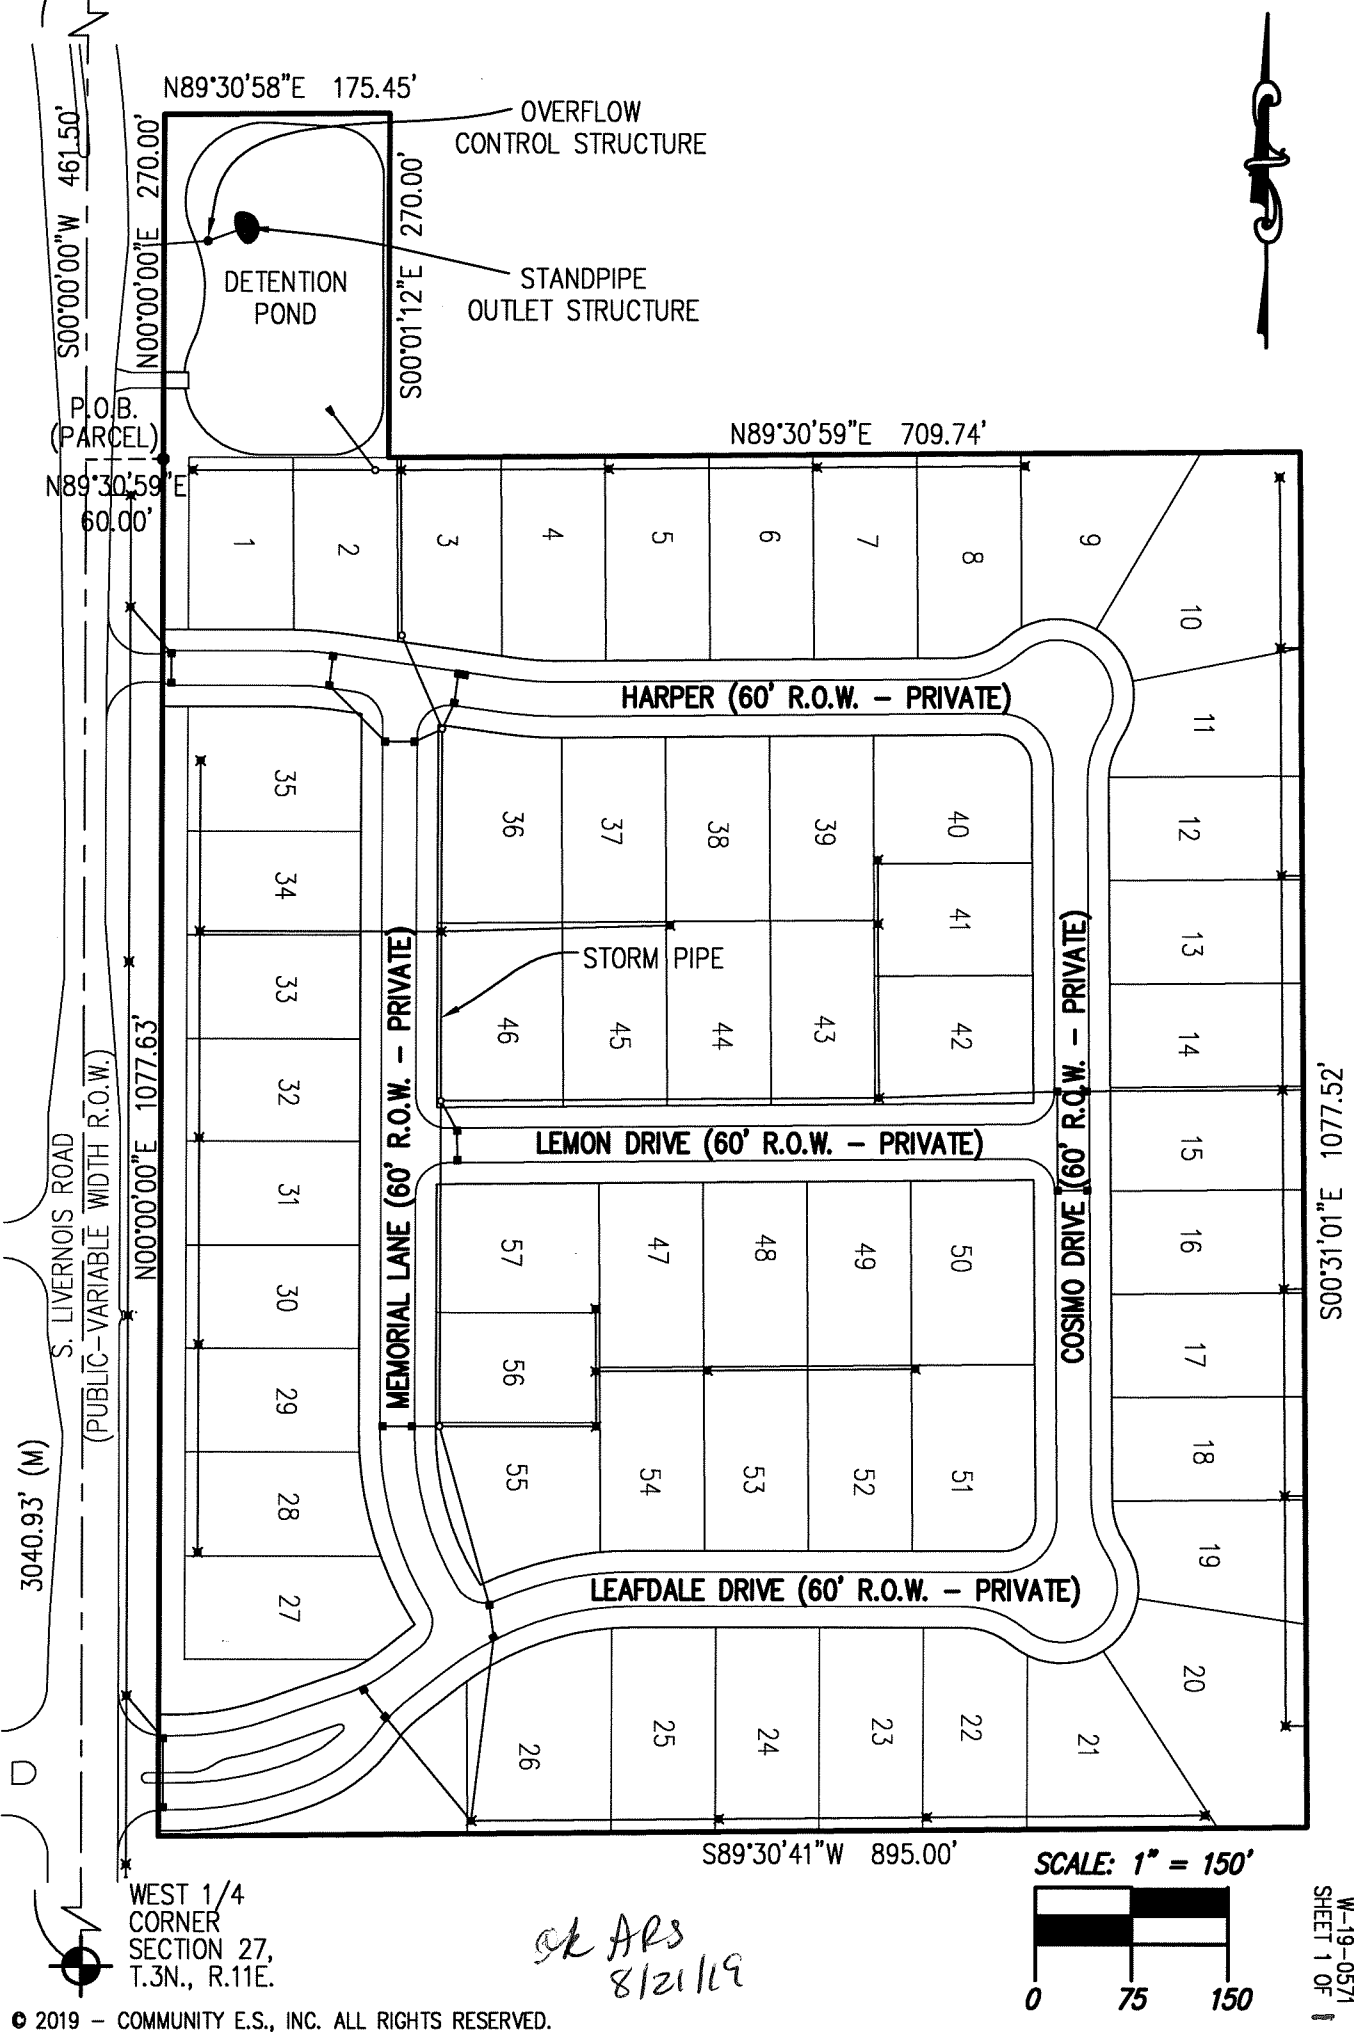 N89°30'58"E 175.45'
OVERFLOW
CONTROL STRUCTURE
S00°00'00"W 461.50'
N00°00'00"E 270.00'
S00°01'12"E 270.00'
STANDPIPE
OUTLET STRUCTURE
DETENTION
POND
P.O.B.
(PARCEL)
N89°30'59"E
60.00'
N89°30'59"E 709.74'
1
2
3
4
5
6
7
8
9
10
11
HARPER (60' R.O.W. - PRIVATE)
35
36
37
38
39
40
12
34
41
13
STORM PIPE
33
46
45
44
43
42
14
MEMORIAL LANE (60' R.O.W. - PRIVATE)
COSIMO DRIVE (60' R.O.W. - PRIVATE)
N00°00'00"E 1077.63'
S00°31'01"E 1077.52'
S. LIVERNOIS ROAD
(PUBLIC-VARIABLE WIDTH R.O.W.)
32
LEMON DRIVE (60' R.O.W. - PRIVATE)
15
31
57
47
48
49
50
16
30
56
17
29
55
54
53
52
51
18
3040.93' (M)
28
19
LEAFDALE DRIVE (60' R.O.W. - PRIVATE)
27
20
26
25
24
23
22
21
S89°30'41"W 895.00'
SCALE: 1" = 150'
0 75 150
WEST 1/4
CORNER
SECTION 27,
T.3N., R.11E.
ok ARS
8/21/19
W-19-0571
SHEET 1 OF 1
© 2019 - COMMUNITY E.S., INC. ALL RIGHTS RESERVED.